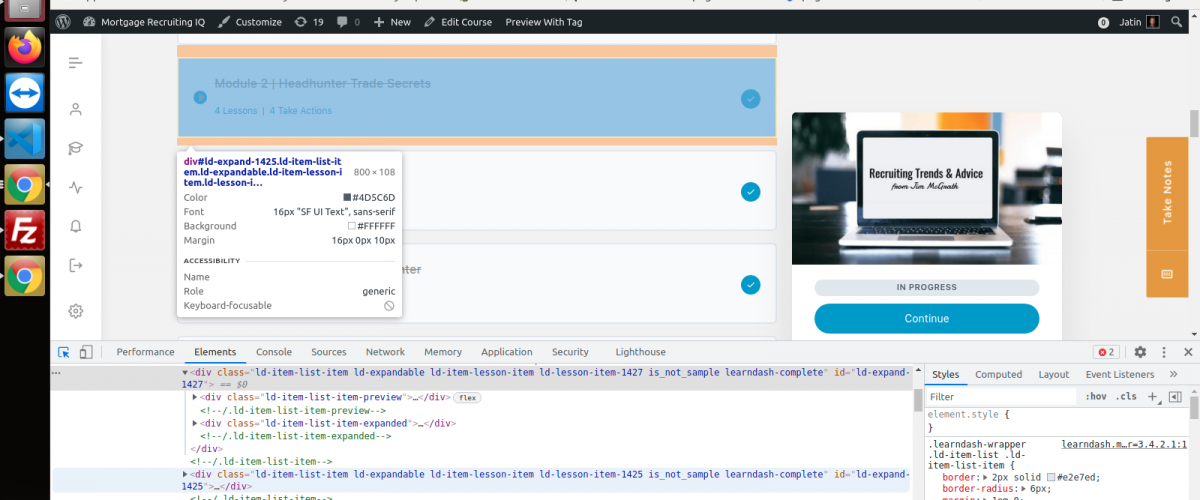 Mortgage Recruiting IQ Customize 19 0 New Edit Course Preview With Tag 0 Jatin
Module 2 | Headhunter Trade Secrets
4 Lessons | 4 Take Actions
div#ld-expand-1425.ld-item-list-it
em.ld-expandable.ld-item-lesson-i
tem.ld-lesson-i... 800 × 108
Color #4D5C6D
Font 16px "SF UI Text", sans-serif
Background #FFFFFF
Margin 16px 0px 10px
ACCESSIBILITY
Name
Role generic
Keyboard-focusable
nter
Recruiting Trends & Advice
from Jim McGrath
IN PROGRESS
Continue
Take Notes
Fz
Performance Elements Console Sources Network Memory Application Security Lighthouse 2
... <div class="ld-item-list-item ld-expandable ld-item-lesson-item ld-lesson-item-1427 is_not_sample learndash-complete" id="ld-expand-
1427"> == $0
<div class="ld-item-list-item-preview">…</div> flex
<!--/.ld-item-list-item-preview-->
<div class="ld-item-list-item-expanded">…</div>
<!--/.ld-item-list-item-expanded-->
</div>
<!--/.ld-item-list-item-->
<div class="ld-item-list-item ld-expandable ld-item-lesson-item ld-lesson-item-1425 is_not_sample learndash-complete" id="ld-expand-
1425">…</div>
<!--/.ld-item-list-item-->
Styles Computed Layout Event Listeners »
Filter :hov .cls +
element.style {
}
.learndash-wrapper learndash.m…r=3.4.2.1:1
.ld-item-list .ld-
item-list-item {
border: 2px solid #e2e7ed;
border-radius: 6px;
margin: 1em 0;